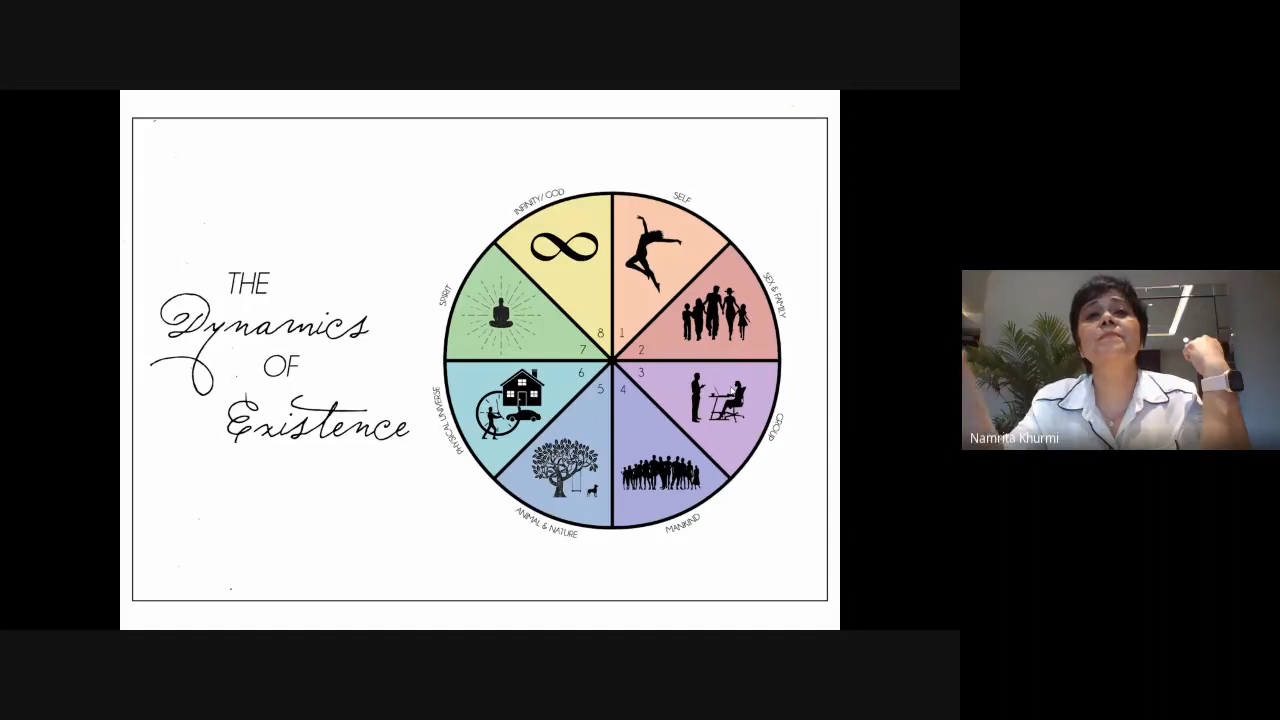 THE
Dynamics
OF
Existence
INFINITY/ GOD
SELF
SPIRIT
SEX & FAMILY
8
1
7
2
6
3
5
4
PHYSICAL UNIVERSE
GROUP
ANIMAL & NATURE
MANKIND
Namrita Khurmi